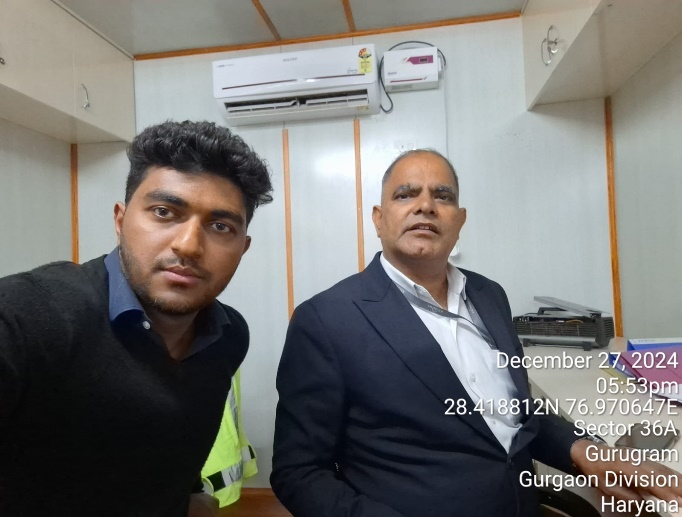 December 27, 2024
05:53pm
28.418812N 76.970647E
Sector 36A
Gurugram
Gurgaon Division
Haryana